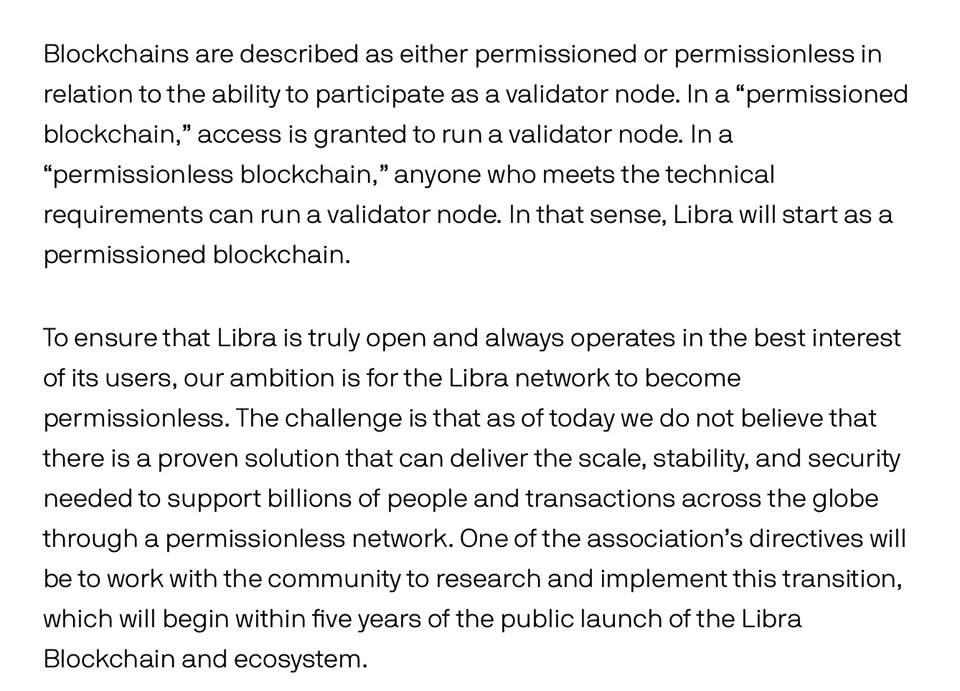 Blockchains are described as either permissioned or permissionless in
relation to the ability to participate as a validator node. In a “permissioned
blockchain,” access is granted to run a validator node. In a
“permissionless blockchain,” anyone who meets the technical
requirements can run a validator node. In that sense, Libra will start as a
permissioned blockchain.
To ensure that Libra is truly open and always operates in the best interest
of its users, our ambition is for the Libra network to become
permissionless. The challenge is that as of today we do not believe that
there is a proven solution that can deliver the scale, stability, and security
needed to support billions of people and transactions across the globe
through a permissionless network. One of the association’s directives will
be to work with the community to research and implement this transition,
which will begin within five years of the public launch of the Libra
Blockchain and ecosystem.